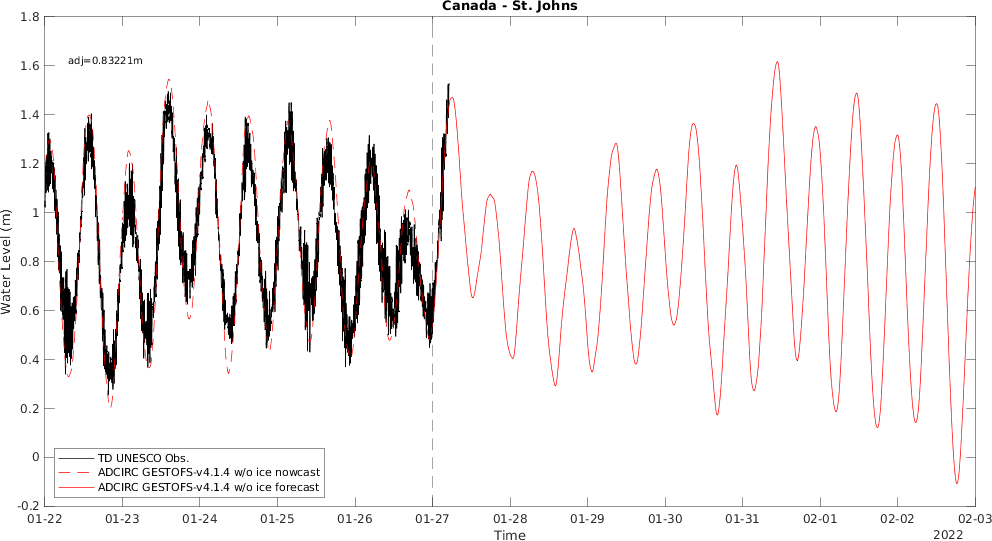 Canada - St. Johns
1.8
1.6
1.4
1.2
1
0.8
0.6
0.4
0.2
0
-0.2
Water Level (m)
adj=0.83221m
TD UNESCO Obs.
ADCIRC GESTOFS-v4.1.4 w/o ice nowcast
ADCIRC GESTOFS-v4.1.4 w/o ice forecast
01-22 01-23 01-24 01-25 01-26 01-27 01-28 01-29 01-30 01-31 02-01 02-02 02-03
Time
2022